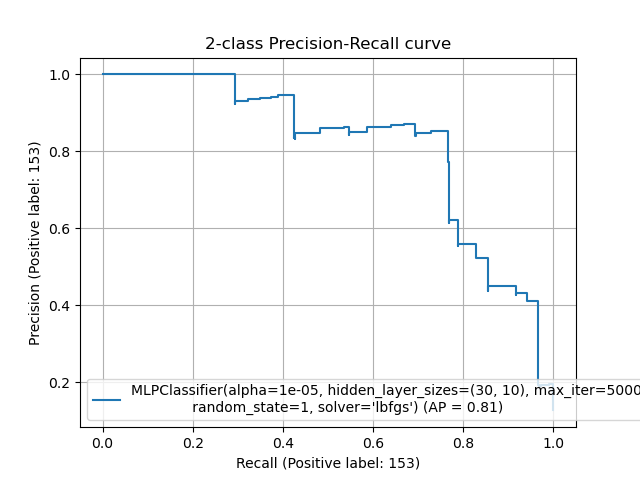 2-class Precision-Recall curve
1.0
0.8
0.6
0.4
0.2
Precision (Positive label: 153)
MLPClassifier(alpha=1e-05, hidden_layer_sizes=(30, 10), max_iter=5000
random_state=1, solver='lbfgs') (AP = 0.81)
0.0 0.2 0.4 0.6 0.8 1.0
Recall (Positive label: 153)